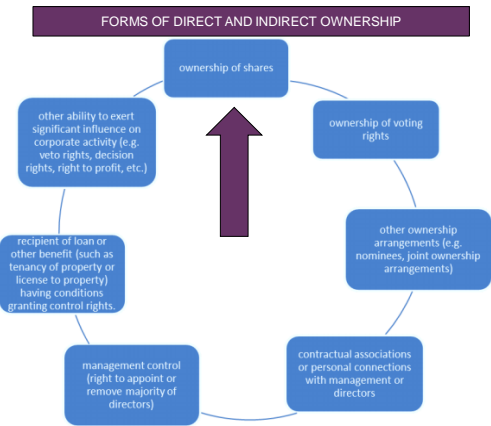 FORMS OF DIRECT AND INDIRECT OWNERSHIP
ownership of shares
ownership of voting
rights
other ownership
arrangements (e.g.
nominees, joint ownership
arrangements)
contractual associations
or personal connections
with management or
directors
management control
(right to appoint or
remove majority of
directors)
recipient of loan or
other benefit (such as
tenancy of property or
license to property)
having conditions
granting control rights.
other ability to exert
significant influence on
corporate activity (e.g.
veto rights, decision
rights, right to profit, etc.)